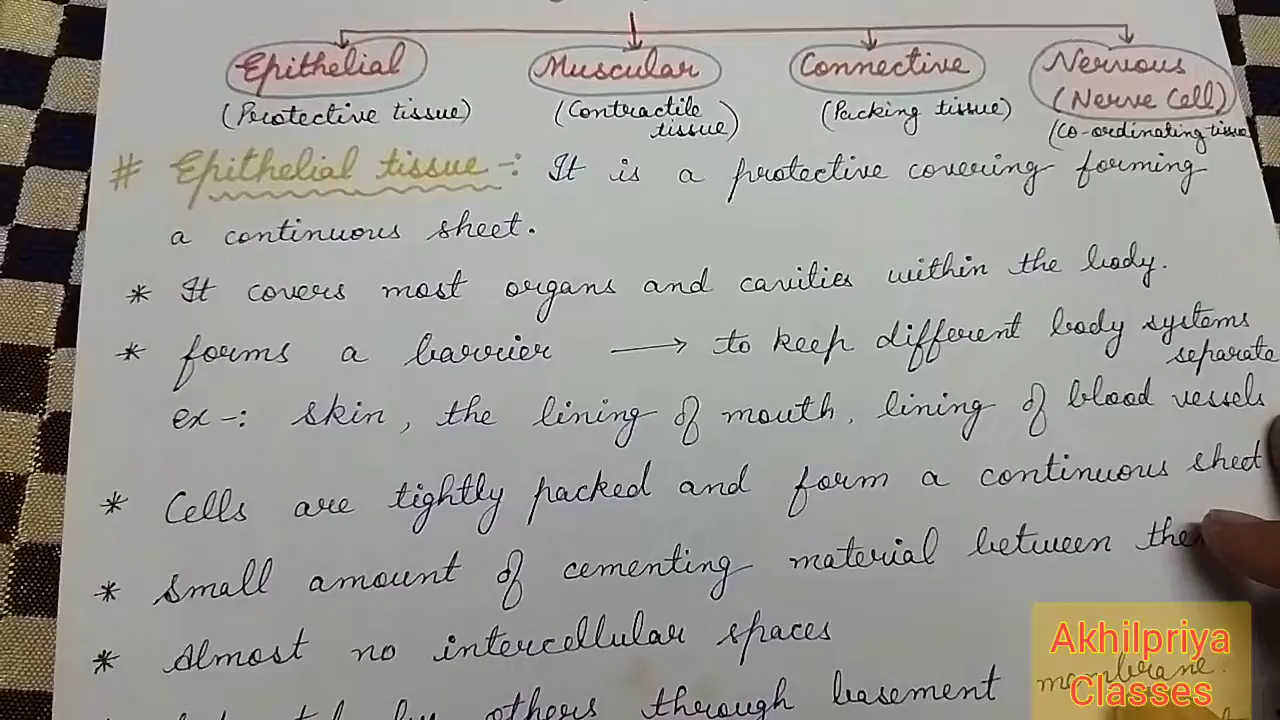 Epithelial Muscular Connective Nervous
(Nerve Cell)
(Protective tissue) (Contractile tissue) (Packing tissue) (Co-ordinating tissue
# Epithelial tissue -: It is a protective covering forming
a continuous sheet.
* It covers most organs and cavities within the body.
* forms a barrier → to keep different body systems
separate
ex -: skin, the lining of mouth, lining of blood vessels
* Cells are tightly packed and form a continuous sheet
* Small amount of cementing material between
* Almost no intercellular spaces
by others through basement membrane.
Akhilpriya
Classes